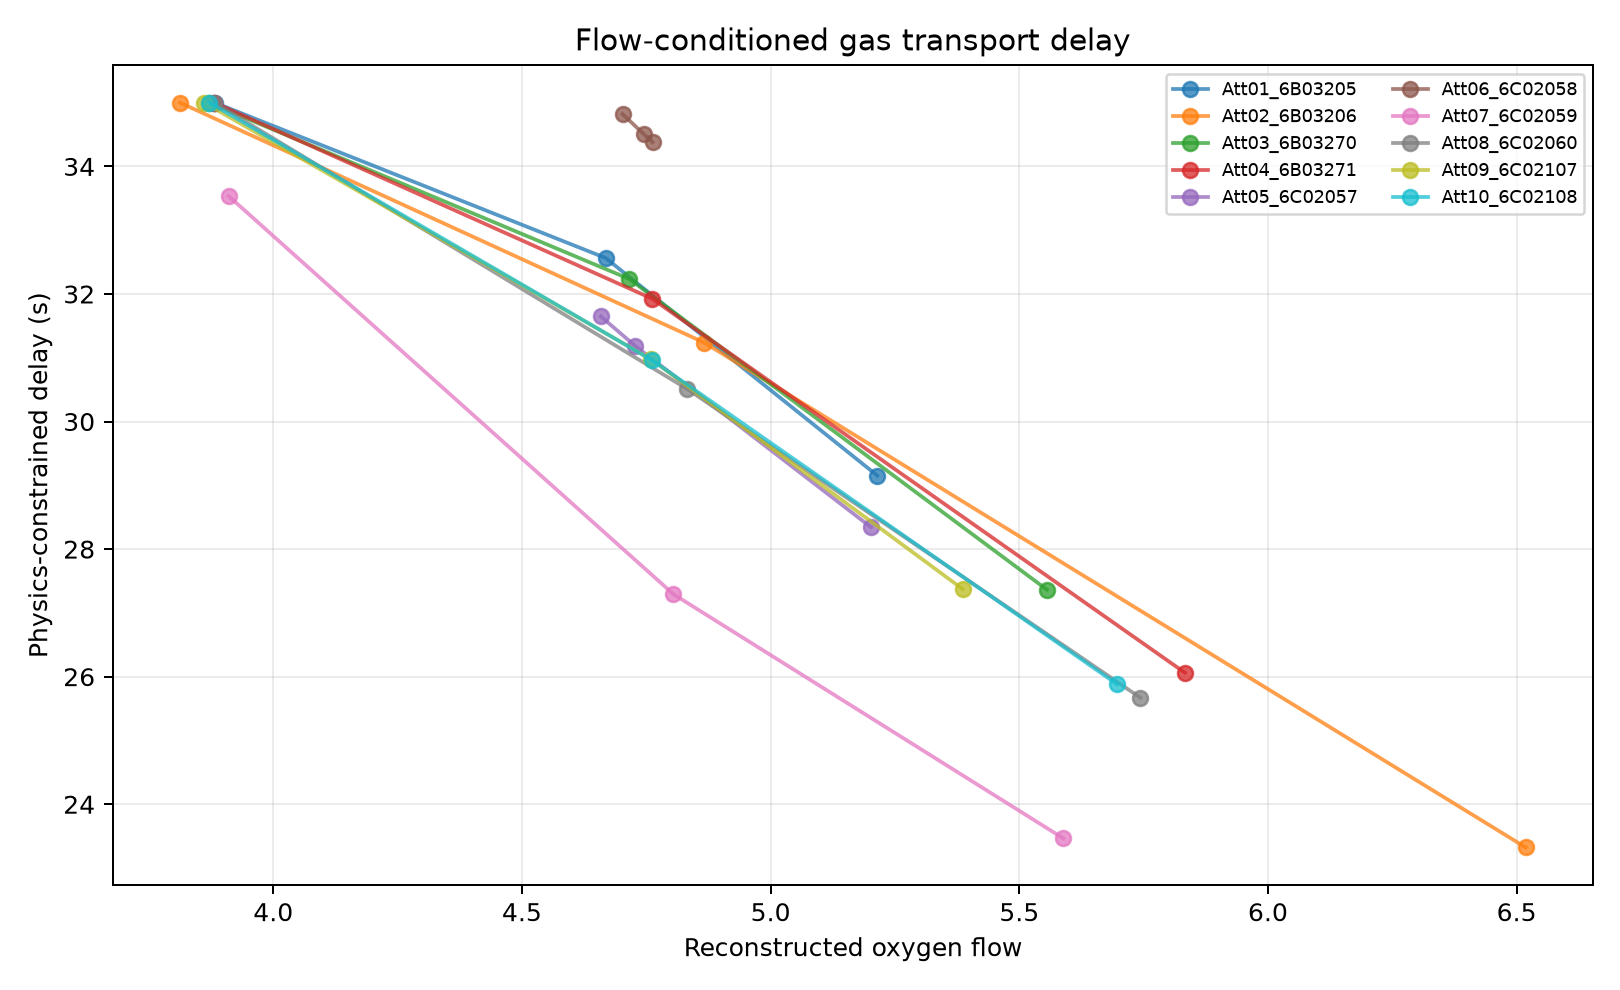 Flow-conditioned gas transport delay
Att01_6B03205
Att02_6B03206
Att03_6B03270
Att04_6B03271
Att05_6C02057
Att06_6C02058
Att07_6C02059
Att08_6C02060
Att09_6C02107
Att10_6C02108
Physics-constrained delay (s)
34
32
30
28
26
24
4.0 4.5 5.0 5.5 6.0 6.5
Reconstructed oxygen flow